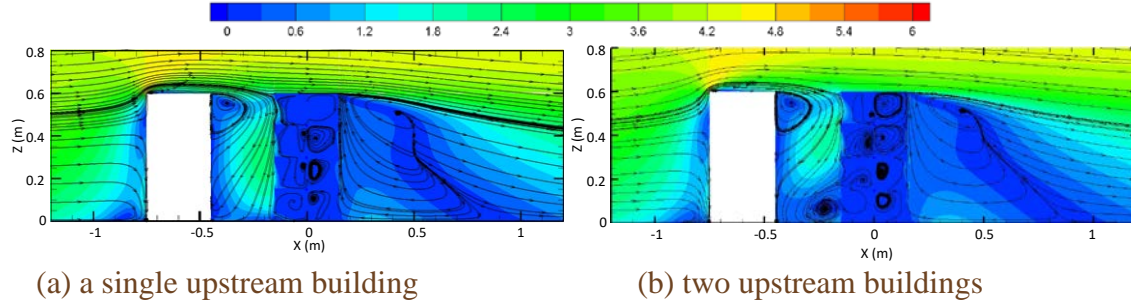 0 0.6 1.2 1.8 2.4 3 3.6 4.2 4.8 5.4 6
0.8
0.6
0.4
0.2
0
Z (m)
-1 -0.5 0 0.5 1
X (m)
0.8
0.6
0.4
0.2
0
Z (m)
-1 -0.5 0 0.5 1
X (m)
(a) a single upstream building
(b) two upstream buildings